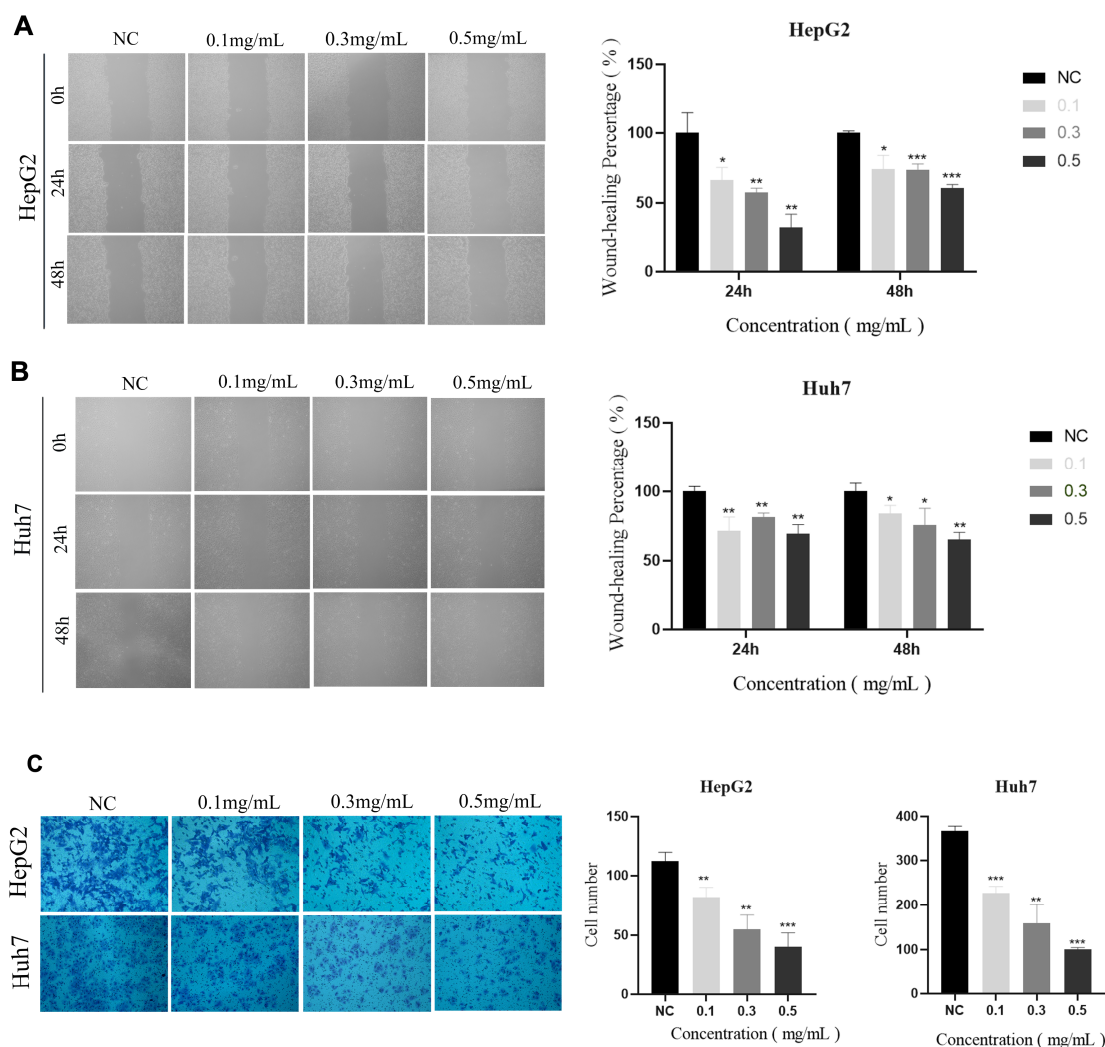 A
NC
0.1mg/mL
0.3mg/mL
0.5mg/mL
HepG2
0h
24h
48h
HepG2
Wound-healing Percentage ( % )
150
100
50
0
* ** ** * *** ***
24h
48h
Concentration ( mg/mL )
NC
0.1
0.3
0.5
B
NC
0.1mg/mL
0.3mg/mL
0.5mg/mL
Huh7
0h
24h
48h
Huh7
Wound-healing Percentage ( % )
150
100
50
0
** ** ** * * **
24h
48h
Concentration ( mg/mL )
NC
0.1
0.3
0.5
C
NC
0.1mg/mL
0.3mg/mL
0.5mg/mL
HepG2
Huh7
HepG2
Cell number
150
100
50
0
** ** ***
NC 0.1 0.3 0.5
Concentration ( mg/mL )
Huh7
Cell number
400
300
200
100
0
*** ** ***
NC 0.1 0.3 0.5
Concentration ( mg/mL )